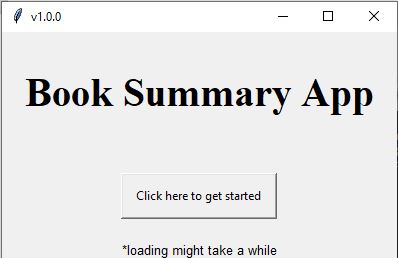 v1.0.0
Book Summary App
Click here to get started
*loading might take a while